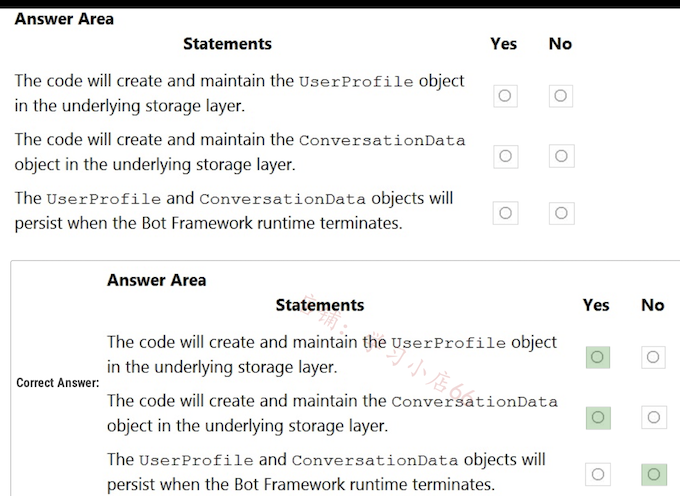 Answer Area
Statements Yes No
The code will create and maintain the UserProfile object
in the underlying storage layer.
The code will create and maintain the ConversationData
object in the underlying storage layer.
The UserProfile and ConversationData objects will
persist when the Bot Framework runtime terminates.
Answer Area
Statements Yes No
The code will create and maintain the UserProfile object
in the underlying storage layer.
Correct Answer:
The code will create and maintain the ConversationData
object in the underlying storage layer.
The UserProfile and ConversationData objects will
persist when the Bot Framework runtime terminates.
店铺：学习小店66